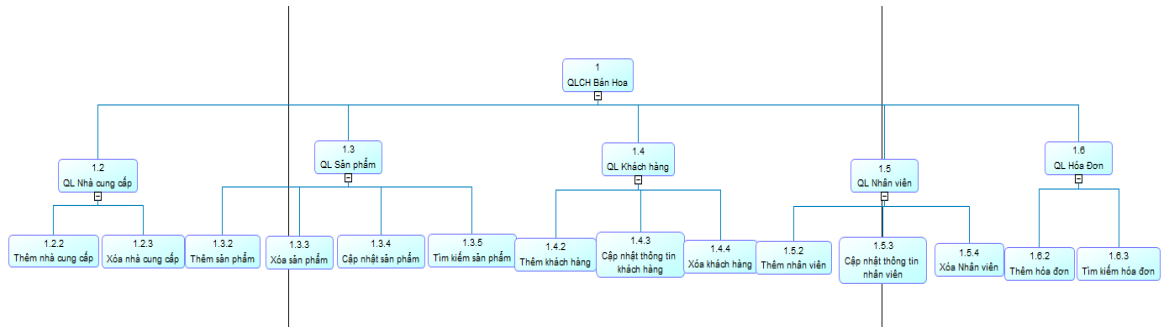 1
QLCH Bán Hoa
1.2
QL Nhà cung cấp
1.3
QL Sản phẩm
1.4
QL Khách hàng
1.5
QL Nhân viên
1.6
QL Hóa Đơn
1.2.2
Thêm nhà cung cấp
1.2.3
Xóa nhà cung cấp
1.3.2
Thêm sản phẩm
1.3.3
Xóa sản phẩm
1.3.4
Cập nhật sản phẩm
1.3.5
Tìm kiếm sản phẩm
1.4.2
Thêm khách hàng
1.4.3
Cập nhật thông tin
khách hàng
1.4.4
Xóa khách hàng
1.5.2
Thêm nhân viên
1.5.3
Cập nhật thông tin
nhân viên
1.5.4
Xóa Nhân viên
1.6.2
Thêm hóa đơn
1.6.3
Tìm kiếm hóa đơn